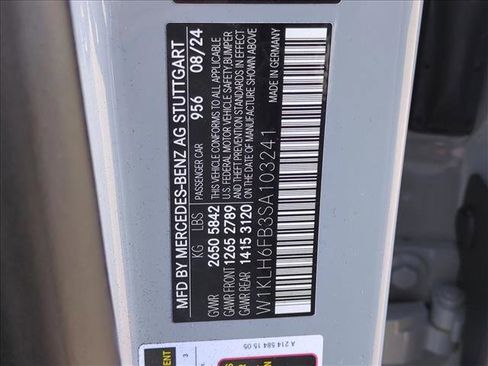 MFD BY MERCEDES-BENZ AG STUTTGART
PASSENGER CAR 956 08/24
KG LBS
GVWR 2650 5842
GAWR FRONT 1265 2789
GAWR REAR 1415 3120
THIS VEHICLE CONFORMS TO ALL APPLICABLE
U.S. FEDERAL MOTOR VEHICLE SAFETY, BUMPER
AND THEFT PREVENTION STANDARDS IN EFFECT
ON THE DATE OF MANUFACTURE SHOWN ABOVE
W1KLH6FB3SA103241
MADE IN GERMANY
A 214 584 15 05